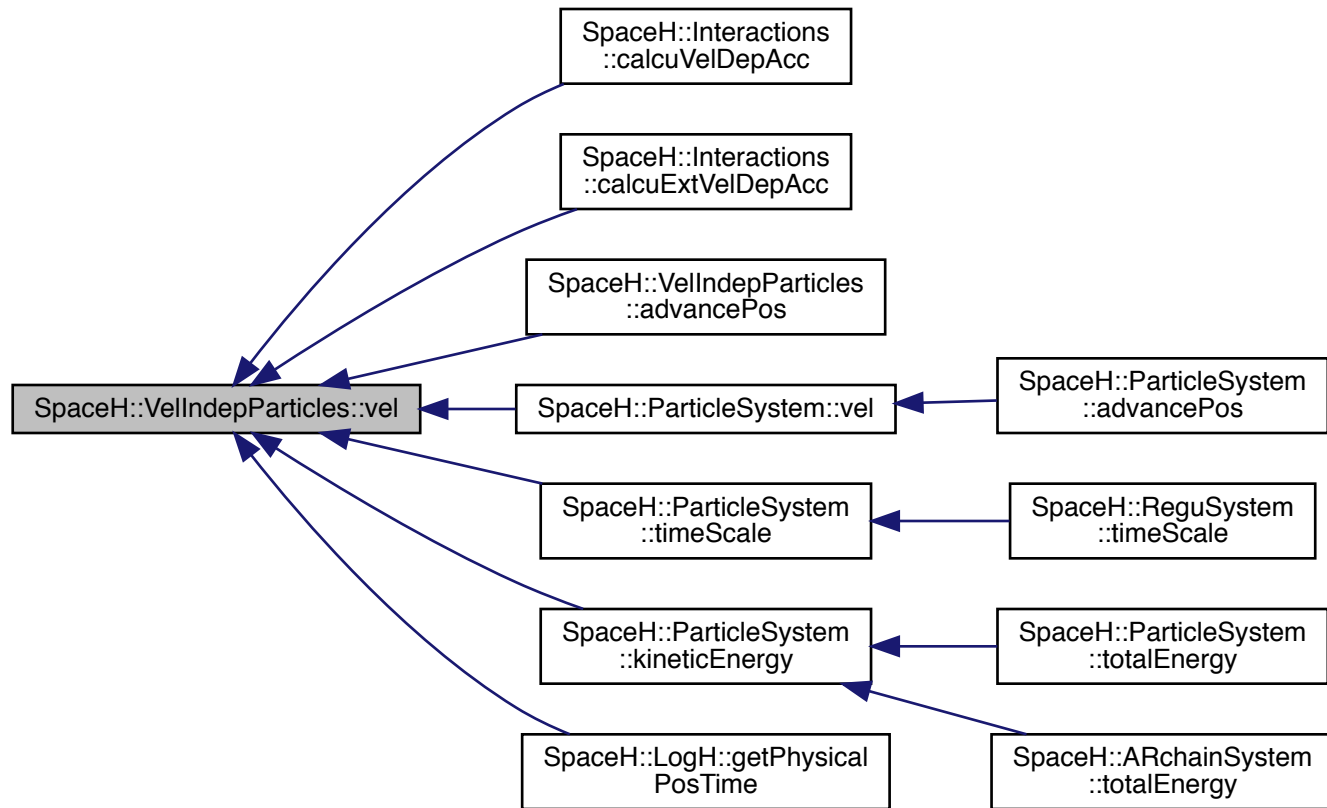 SpaceH::Interactions
::calcuVelDepAcc
SpaceH::Interactions
::calcuExtVelDepAcc
SpaceH::VelIndepParticles
::advancePos
SpaceH::VelIndepParticles::vel
SpaceH::ParticleSystem::vel
SpaceH::ParticleSystem
::advancePos
SpaceH::ParticleSystem
::timeScale
SpaceH::ReguSystem
::timeScale
SpaceH::ParticleSystem
::kineticEnergy
SpaceH::ParticleSystem
::totalEnergy
SpaceH::LogH::getPhysical
PosTime
SpaceH::ARchainSystem
::totalEnergy